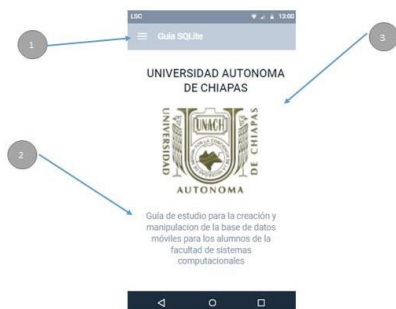 LSC 13:00
Guía SQLite
1
3
UNIVERSIDAD AUTONOMA
DE CHIAPAS
UNIVERSIDAD
UNACH
DE CHIAPAS
AUTONOMA
2
Guía de estudio para la creación y
manipulacion de la base de datos
móviles para los alumnos de la
facultad de sistemas
computacionales